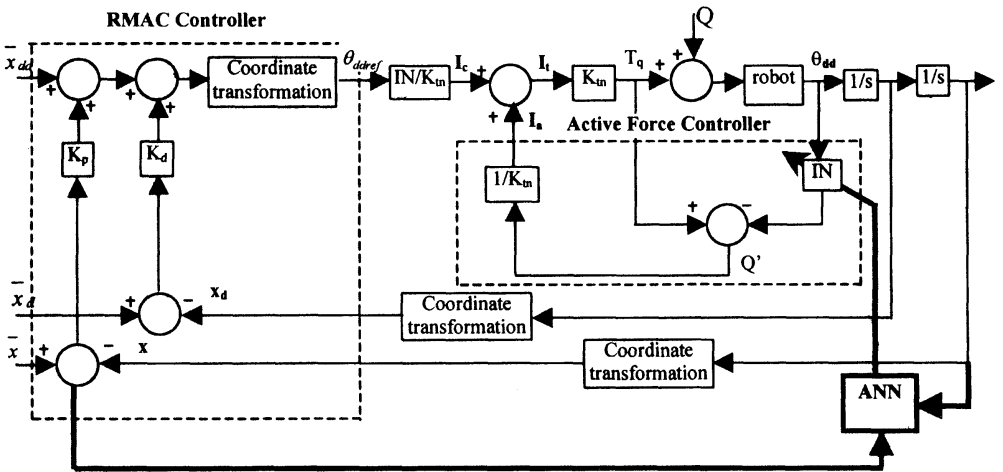 RMAC Controller
Q
x̄dd
Coordinate
transformation
θddref
IN/Ktn
Ic
It
Ktn
Tq
robot
θdd
1/s
1/s
+
+
+
+
+
+
+
+
Ia
Active Force Controller
Kp
Kd
1/Ktn
IN
+
−
Q'
x̄d
+
−
xd
Coordinate
transformation
x̄
+
−
x
Coordinate
transformation
ANN